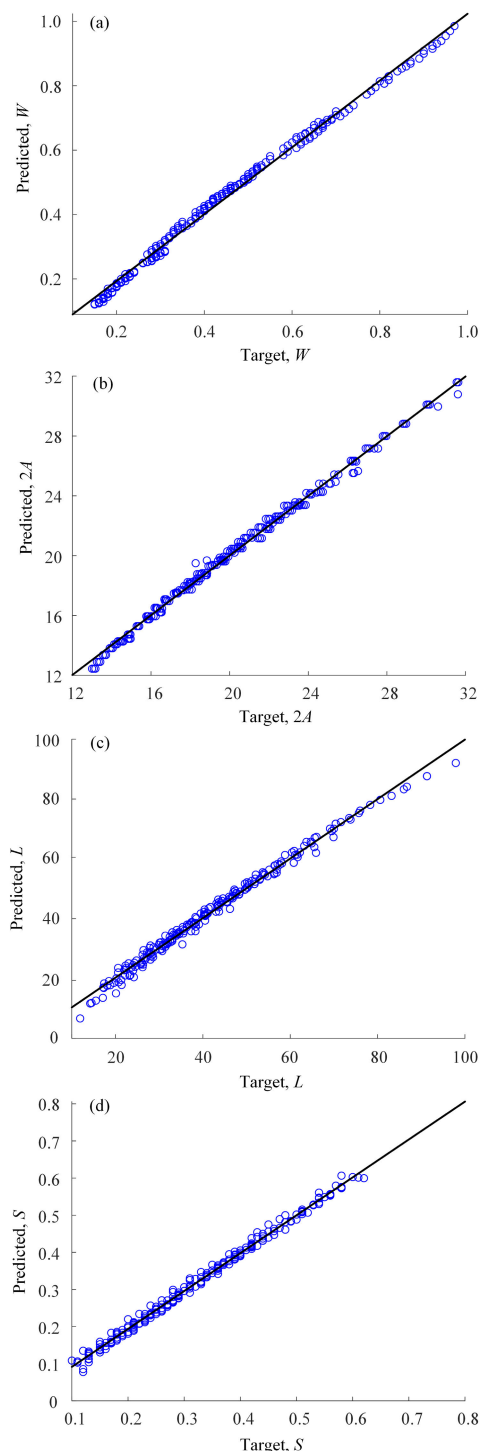 (a)
1.0
0.8
0.6
0.4
0.2
Predicted, W
0.2 0.4 0.6 0.8 1.0
Target, W
(b)
32
28
24
20
16
12
Predicted, 2A
12 16 20 24 28 32
Target, 2A
(c)
100
80
60
40
20
0
Predicted, L
20 40 60 80 100
Target, L
(d)
0.8
0.7
0.6
0.5
0.4
0.3
0.2
0.1
0
Predicted, S
0.1 0.2 0.3 0.4 0.5 0.6 0.8
Target, S